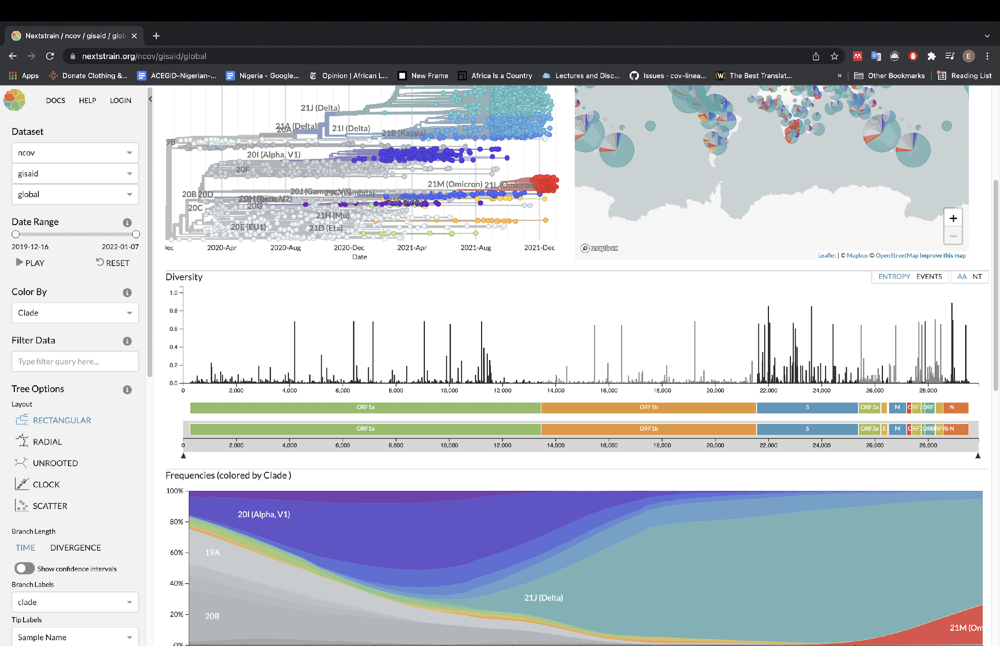 Nextstrain / ncov / gisaid / glob
nextstrain.org/ncov/gisaid/global
E
Apps
Donate Clothing &...
ACEGID-Nigerian-...
Nigeria - Google...
Opinion | African L...
New Frame
Africa Is a Country
Lectures and Disc...
Issues · cov-linea...
The Best Translat...
»
Other Bookmarks
Reading List
DOCS HELP LOGIN
Dataset
ncov
gisaid
global
Date Range
2019-12-16 2022-01-07
PLAY RESET
Color By
Clade
Filter Data
Type filter query here...
Tree Options
Layout
RECTANGULAR
RADIAL
UNROOTED
CLOCK
SCATTER
Branch Length
TIME DIVERGENCE
Show confidence intervals
Branch Labels
clade
Tip Labels
Sample Name
21J (Delta)
21A (Delta)
20A
21I (Delta)
21B (Kappa)
9B
20I (Alpha, V1)
20F
21M (Omicron) 21L (Omicron
20J (Gamma, V3)
20B 20D
20G
20C
21H (Mu)
20E (EU1)
21D (Eta)
2020-Apr 2020-Aug 2020-Dec 2021-Apr 2021-Aug 2021-Dec
Date
+
−
mapbox
Leaflet | © Mapbox © OpenStreetMap Improve this map
Diversity
ENTROPY EVENTS
AA NT
1.0
0.8
0.6
0.4
0.2
0.0
0 2,000 4,000 6,000 8,000 10,000 12,000 14,000 16,000 18,000 20,000 22,000 24,000 26,000 28,000
ORF1a ORF1b S ORF3a M ORF N
ORF1a ORF1b S ORF3a E M N
0 2,000 4,000 6,000 8,000 10,000 12,000 14,000 16,000 18,000 20,000 22,000 24,000 26,000 28,000
Frequencies (colored by Clade )
100%
80%
60%
40%
20%
0%
20I (Alpha, V1)
19A
20B
21J (Delta)
21M (Om